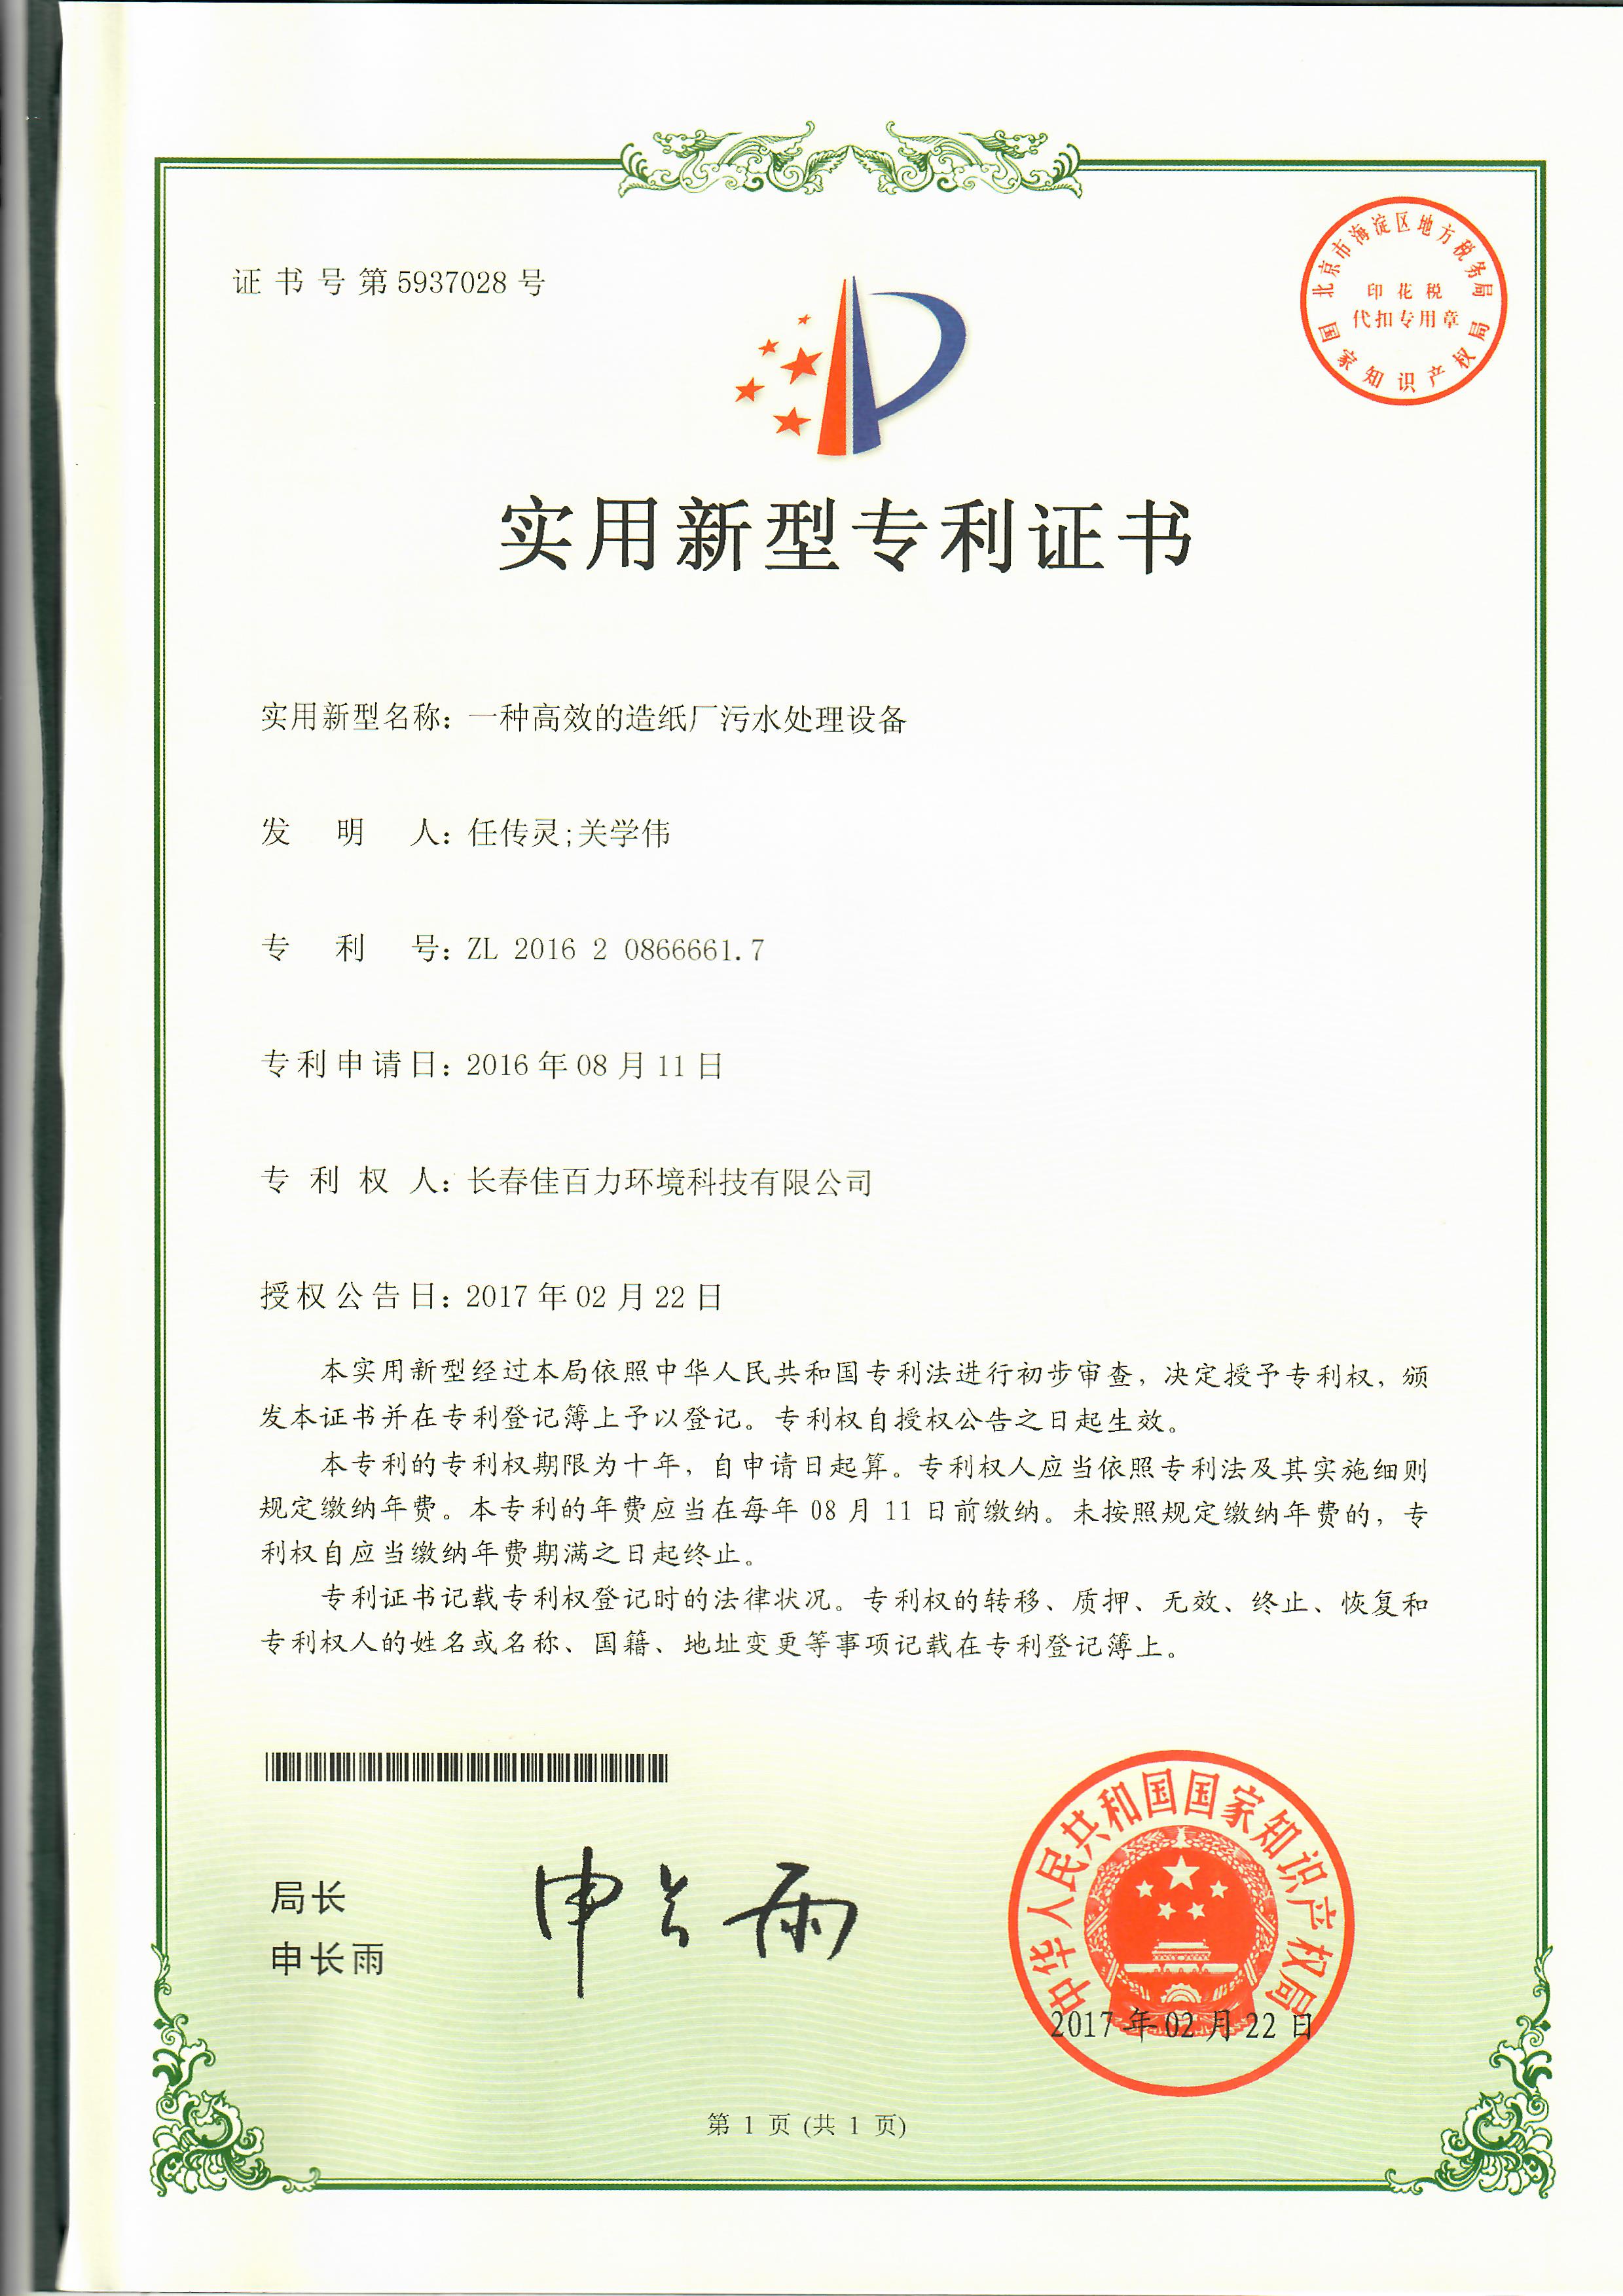 证书号第5937028号
北京市海淀区地方税务局
印花税
代扣专用章
国家知识产权局
实用新型专利证书
实用新型名称：一种高效的造纸厂污水处理设备
发明人：任传灵;关学伟
专利号：ZL 2016 2 0866661.7
专利申请日：2016年08月11日
专利权人：长春佳百力环境科技有限公司
授权公告日：2017年02月22日
本实用新型经过本局依照中华人民共和国专利法进行初步审查，决定授予专利权，颁
发本证书并在专利登记簿上予以登记。专利权自授权公告之日起生效。
本专利的专利权期限为十年，自申请日起算。专利权人应当依照专利法及其实施细则
规定缴纳年费。本专利的年费应当在每年08月11日前缴纳。未按照规定缴纳年费的，专
利权自应当缴纳年费期满之日起终止。
专利证书记载专利权登记时的法律状况。专利权的转移、质押、无效、终止、恢复和
专利权人的姓名或名称、国籍、地址变更等事项记载在专利登记簿上。
局长
申长雨
申长雨
中华人民共和国国家知识产权局
2017年02月22日
第 1 页 (共 1 页)